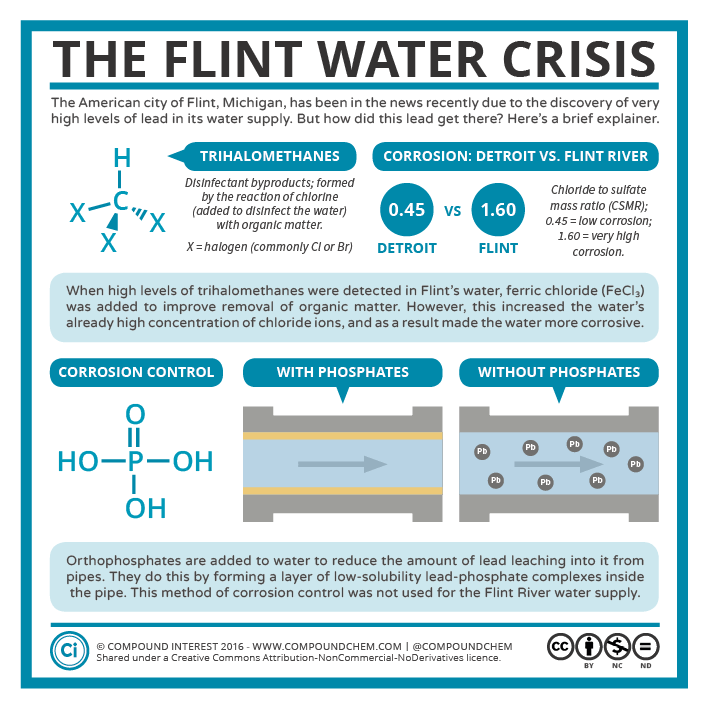 THE FLINT WATER CRISIS
The American city of Flint, Michigan, has been in the news recently due to the discovery of very
high levels of lead in its water supply. But how did this lead get there? Here's a brief explainer.
H
C
X
X
X
TRIHALOMETHANES
Disinfectant byproducts; formed
by the reaction of chlorine
(added to disinfect the water)
with organic matter.
X = halogen (commonly Cl or Br)
CORROSION: DETROIT VS. FLINT RIVER
0.45 VS 1.60
DETROIT FLINT
Chloride to sulfate
mass ratio (CSMR);
0.45 = low corrosion;
1.60 = very high
corrosion.
When high levels of trihalomethanes were detected in Flint's water, ferric chloride (FeCl₃)
was added to improve removal of organic matter. However, this increased the water's
already high concentration of chloride ions, and as a result made the water more corrosive.
CORROSION CONTROL
O
HO P OH
OH
WITH PHOSPHATES
WITHOUT PHOSPHATES
Pb
Pb
Pb
Pb
Pb
Pb
Pb
Pb
Orthophosphates are added to water to reduce the amount of lead leaching into it from
pipes. They do this by forming a layer of low-solubility lead-phosphate complexes inside
the pipe. This method of corrosion control was not used for the Flint River water supply.
Ci
© COMPOUND INTEREST 2016 - WWW.COMPOUNDCHEM.COM | @COMPOUNDCHEM
Shared under a Creative Commons Attribution-NonCommercial-NoDerivatives licence.
CC
BY NC ND